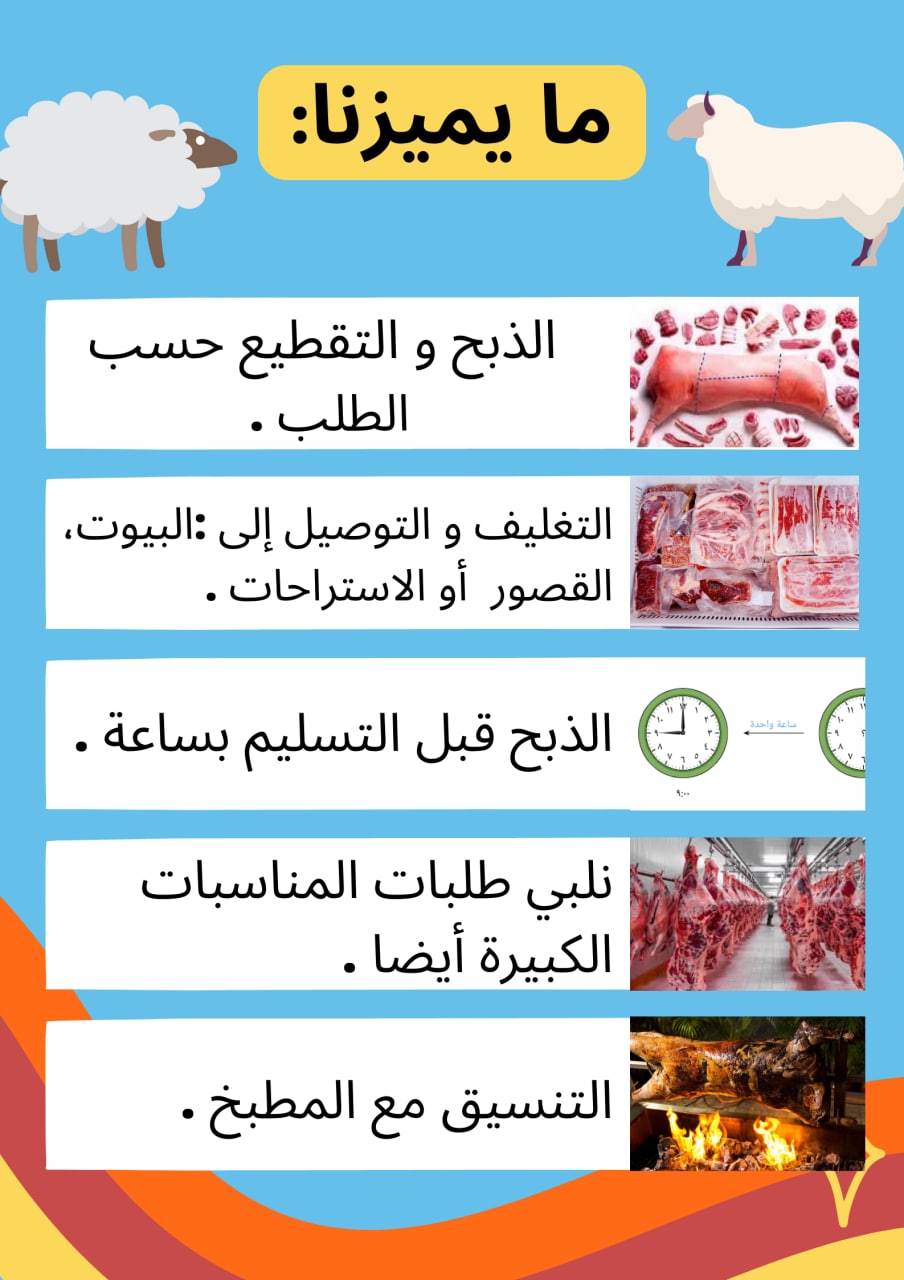 ما يميزنا:
الذبح و التقطيع حسب
الطلب .
التغليف و التوصيل إلى :البيوت،
القصور أو الاستراحات .
الذبح قبل التسليم بساعة .
ساعة واحدة
٩:٠٠
نلبي طلبات المناسبات
الكبيرة أيضا .
التنسيق مع المطبخ .